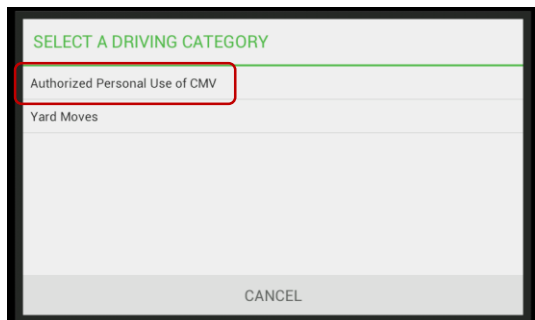 SELECT A DRIVING CATEGORY
Authorized Personal Use of CMV
Yard Moves
CANCEL